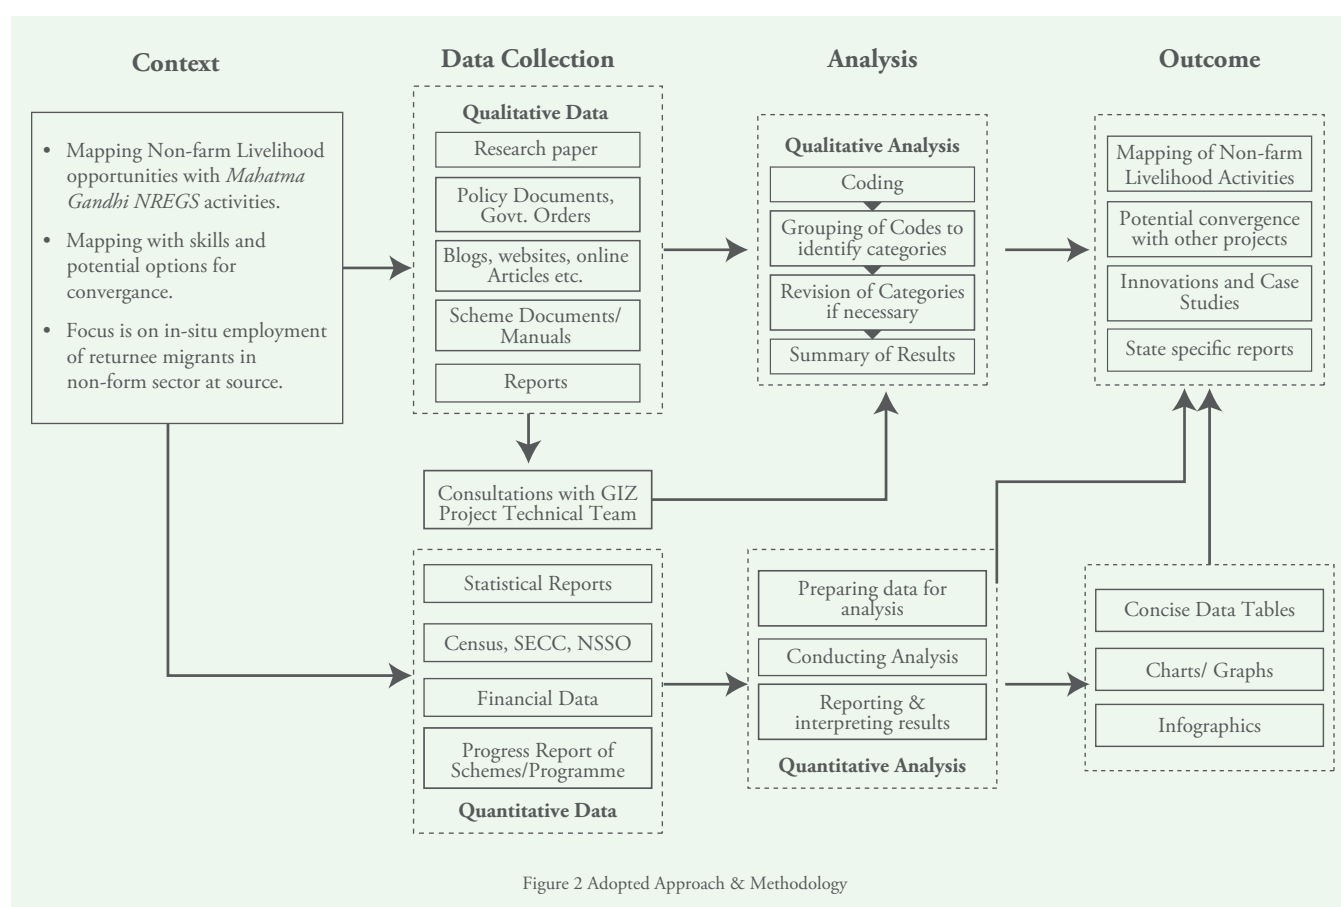 Context
Data Collection
Analysis
Outcome
• Mapping Non-farm Livelihood
opportunities with Mahatma
Gandhi NREGS activities.
• Mapping with skills and
potential options for
convergance.
• Focus is on in-situ employment
of returnee migrants in
non-form sector at source.
Qualitative Data
Research paper
Policy Documents,
Govt. Orders
Blogs, websites, online
Articles etc.
Scheme Documents/
Manuals
Reports
Consultations with GIZ
Project Technical Team
Statistical Reports
Census, SECC, NSSO
Financial Data
Progress Report of
Schemes/Programme
Quantitative Data
Qualitative Analysis
Coding
Grouping of Codes to
identify categories
Revision of Categories
if necessary
Summary of Results
Preparing data for
analysis
Conducting Analysis
Reporting &
interpreting results
Quantitative Analysis
Mapping of Non-farm
Livelihood Activities
Potential convergence
with other projects
Innovations and Case
Studies
State specific reports
Concise Data Tables
Charts/ Graphs
Infographics
Figure 2 Adopted Approach & Methodology